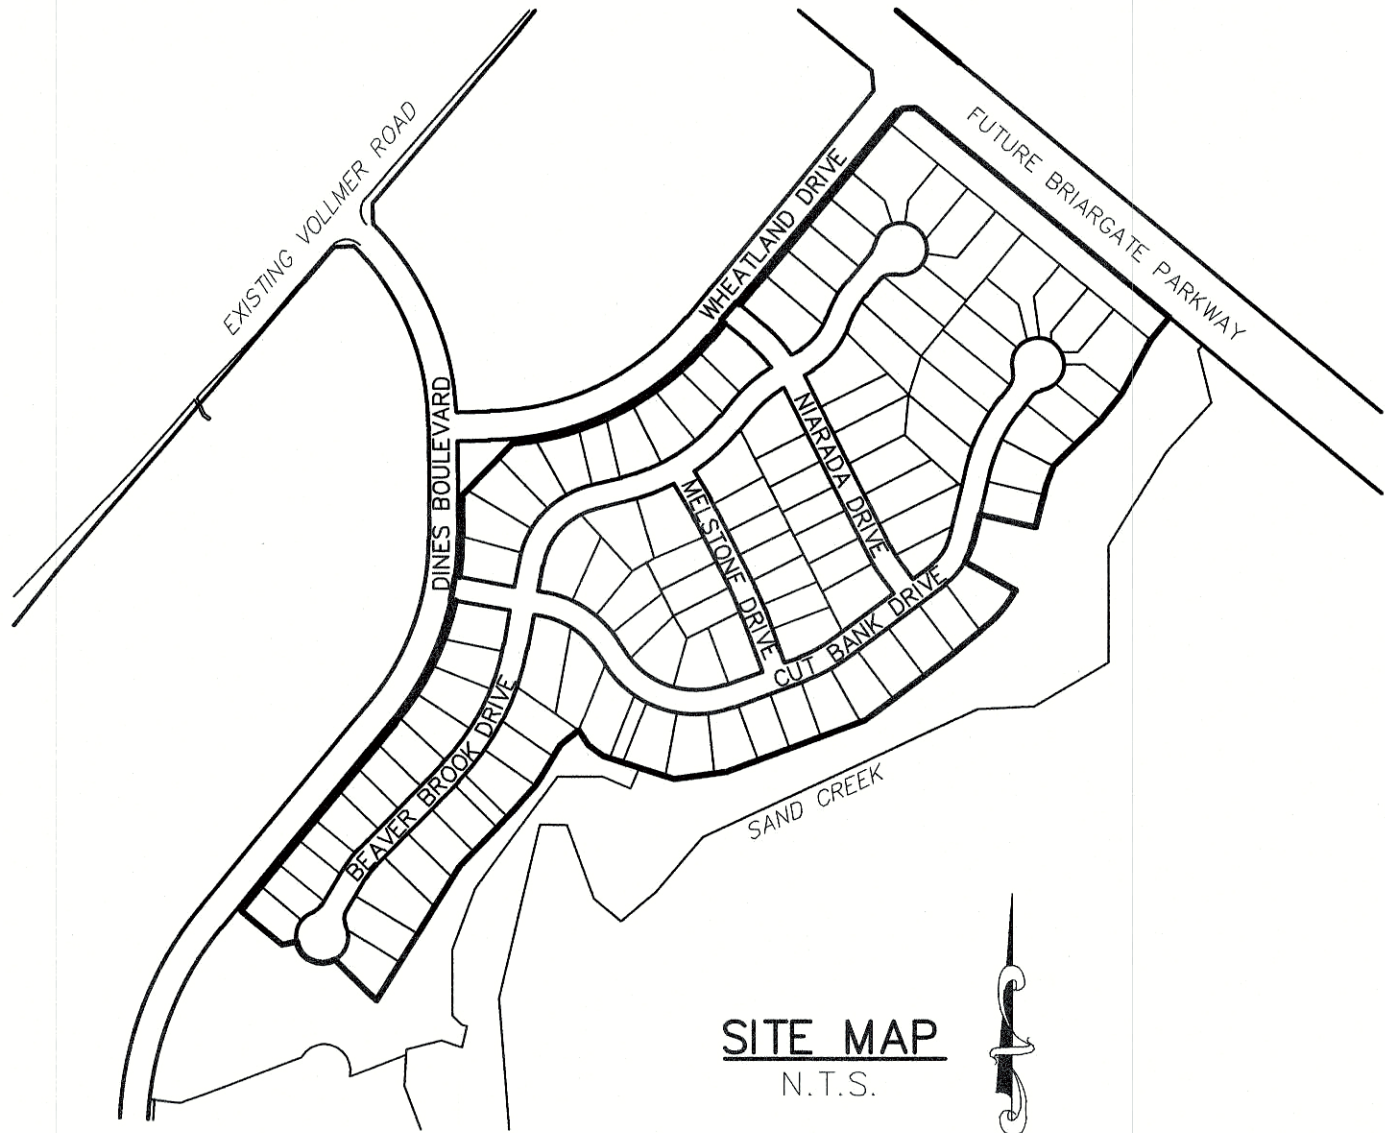 EXISTING VOLLMER ROAD
FUTURE BRIARGATE PARKWAY
WHEATLAND DRIVE
DINES BOULEVARD
NIARADA DRIVE
MELSTONE DRIVE
CUT BANK DRIVE
BEAVER BROOK DRIVE
SAND CREEK
SITE MAP
N.T.S.